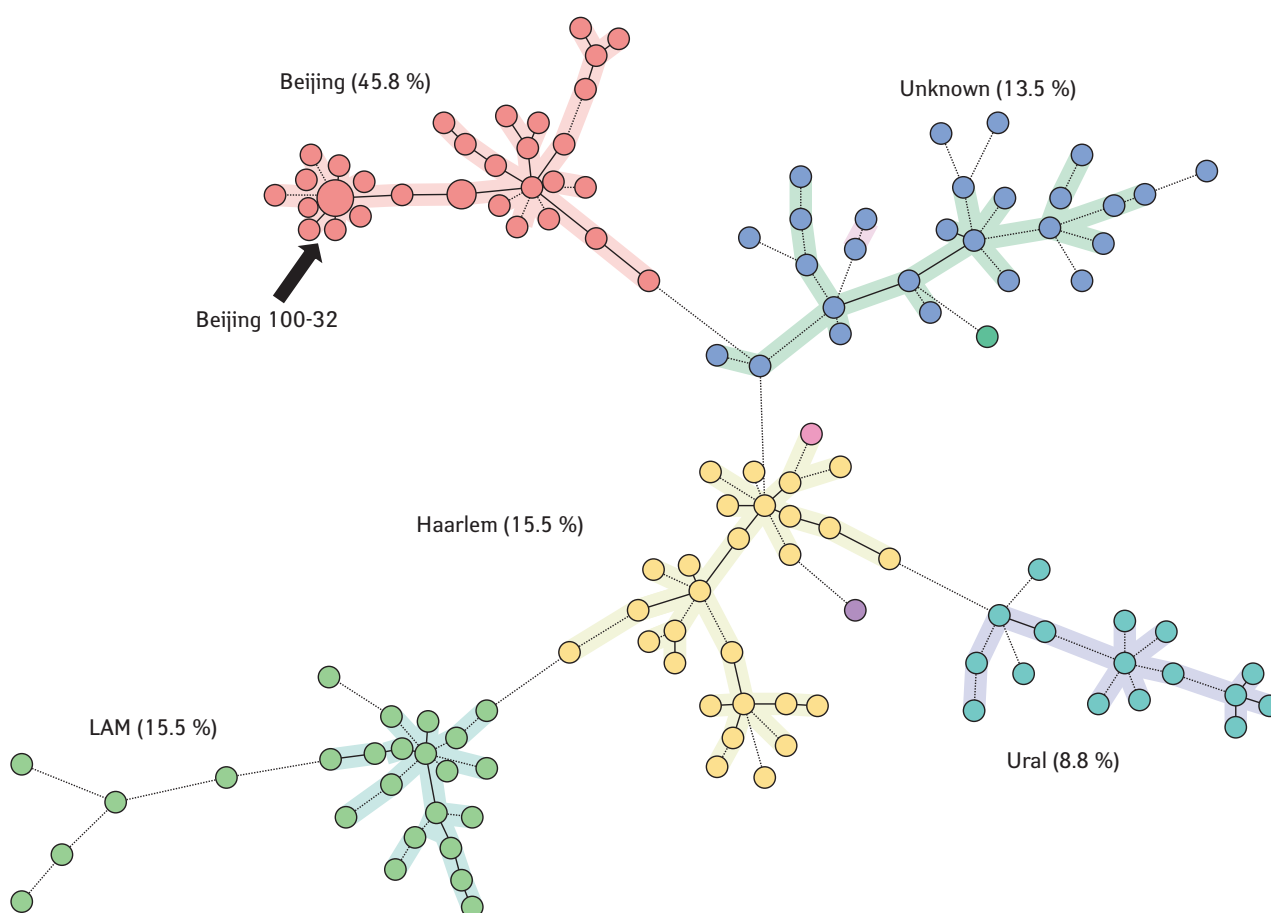 Beijing (45.8 %)
Unknown (13.5 %)
Beijing 100-32
Haarlem (15.5 %)
LAM (15.5 %)
Ural (8.8 %)